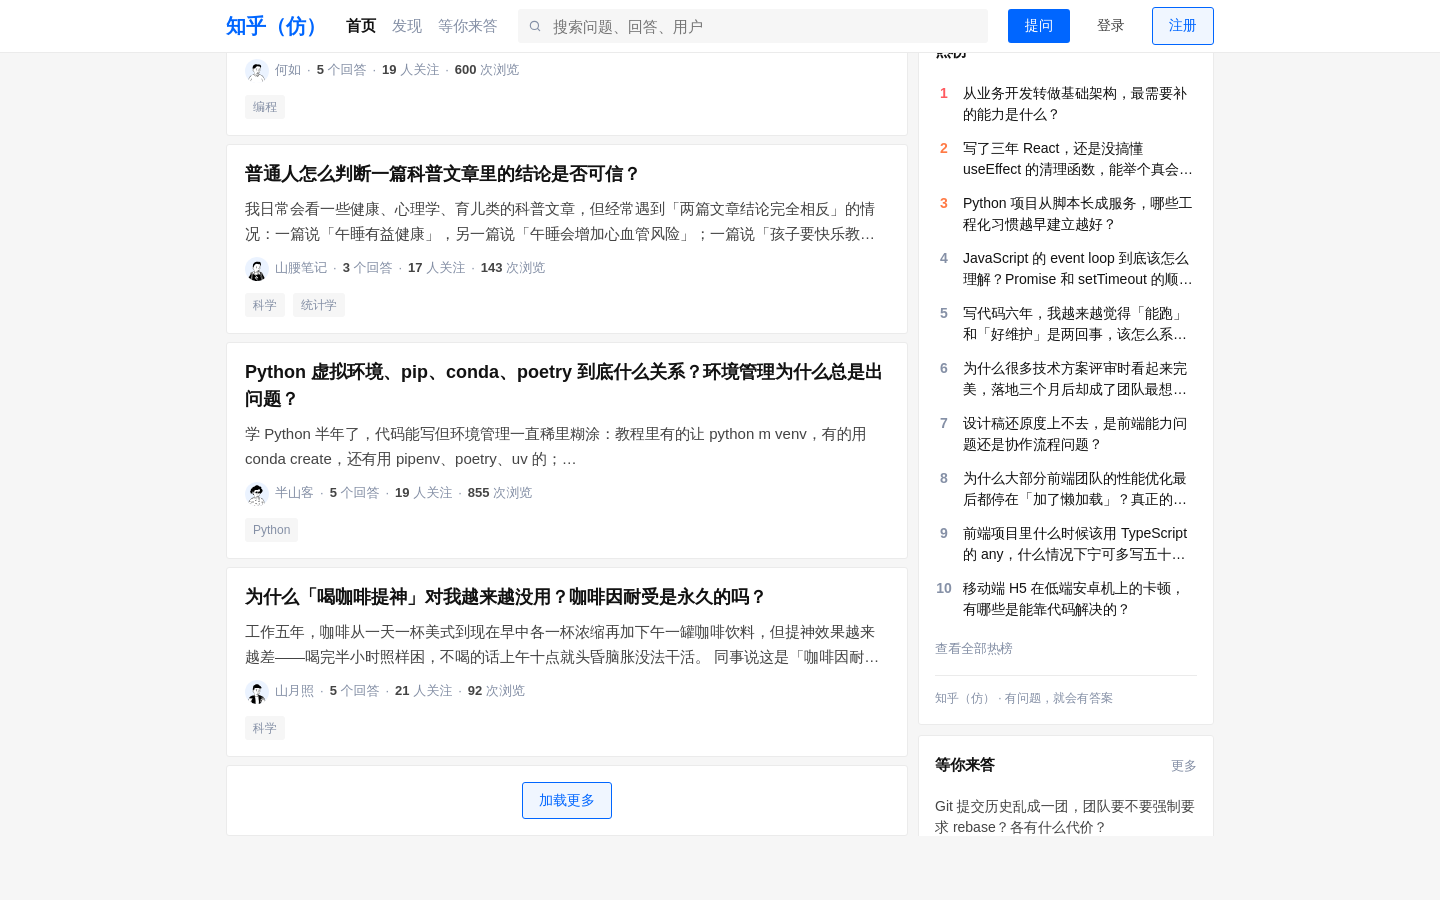 知乎（仿） 首页 发现 等你来答 搜索问题、回答、用户 提问 登录 注册
何如 · 5 个回答 · 19 人关注 · 600 次浏览
编程
普通人怎么判断一篇科普文章里的结论是否可信？
我日常会看一些健康、心理学、育儿类的科普文章，但经常遇到「两篇文章结论完全相反」的情
况：一篇说「午睡有益健康」，另一篇说「午睡会增加心血管风险」；一篇说「孩子要快乐教…
山腰笔记 · 3 个回答 · 17 人关注 · 143 次浏览
科学 统计学
Python 虚拟环境、pip、conda、poetry 到底什么关系？环境管理为什么总是出
问题？
学 Python 半年了，代码能写但环境管理一直稀里糊涂：教程里有的让 python m venv，有的用
conda create，还有用 pipenv、poetry、uv 的；…
半山客 · 5 个回答 · 19 人关注 · 855 次浏览
Python
为什么「喝咖啡提神」对我越来越没用？咖啡因耐受是永久的吗？
工作五年，咖啡从一天一杯美式到现在早中各一杯浓缩再加下午一罐咖啡饮料，但提神效果越来
越差——喝完半小时照样困，不喝的话上午十点就头昏脑胀没法干活。 同事说这是「咖啡因耐…
山月照 · 5 个回答 · 21 人关注 · 92 次浏览
科学
加载更多
1 从业务开发转做基础架构，最需要补
的能力是什么？
2 写了三年 React，还是没搞懂
useEffect 的清理函数，能举个真会…
3 Python 项目从脚本长成服务，哪些工
程化习惯越早建立越好？
4 JavaScript 的 event loop 到底该怎么
理解？Promise 和 setTimeout 的顺…
5 写代码六年，我越来越觉得「能跑」
和「好维护」是两回事，该怎么系…
6 为什么很多技术方案评审时看起来完
美，落地三个月后却成了团队最想…
7 设计稿还原度上不去，是前端能力问
题还是协作流程问题？
8 为什么大部分前端团队的性能优化最
后都停在「加了懒加载」？真正的…
9 前端项目里什么时候该用 TypeScript
的 any，什么情况下宁可多写五十…
10 移动端 H5 在低端安卓机上的卡顿，
有哪些是能靠代码解决的？
查看全部热榜
知乎（仿） · 有问题，就会有答案
等你来答 更多
Git 提交历史乱成一团，团队要不要强制要
求 rebase？各有什么代价？